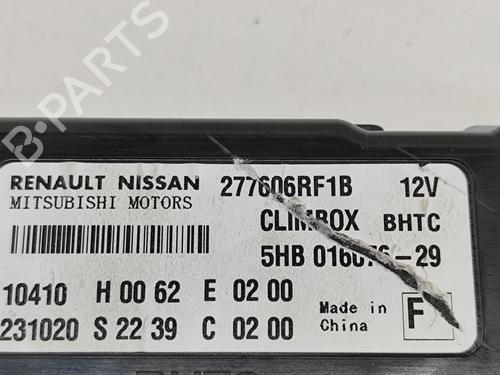 RENAULT NISSAN 277606RF1B 12V
MITSUBISHI MOTORS CLIMBOX BHTC
5HB -29
10410 H 00 62 E 02 00 Made in China F
231020 S 22 39 C 02 00
B-PARTS